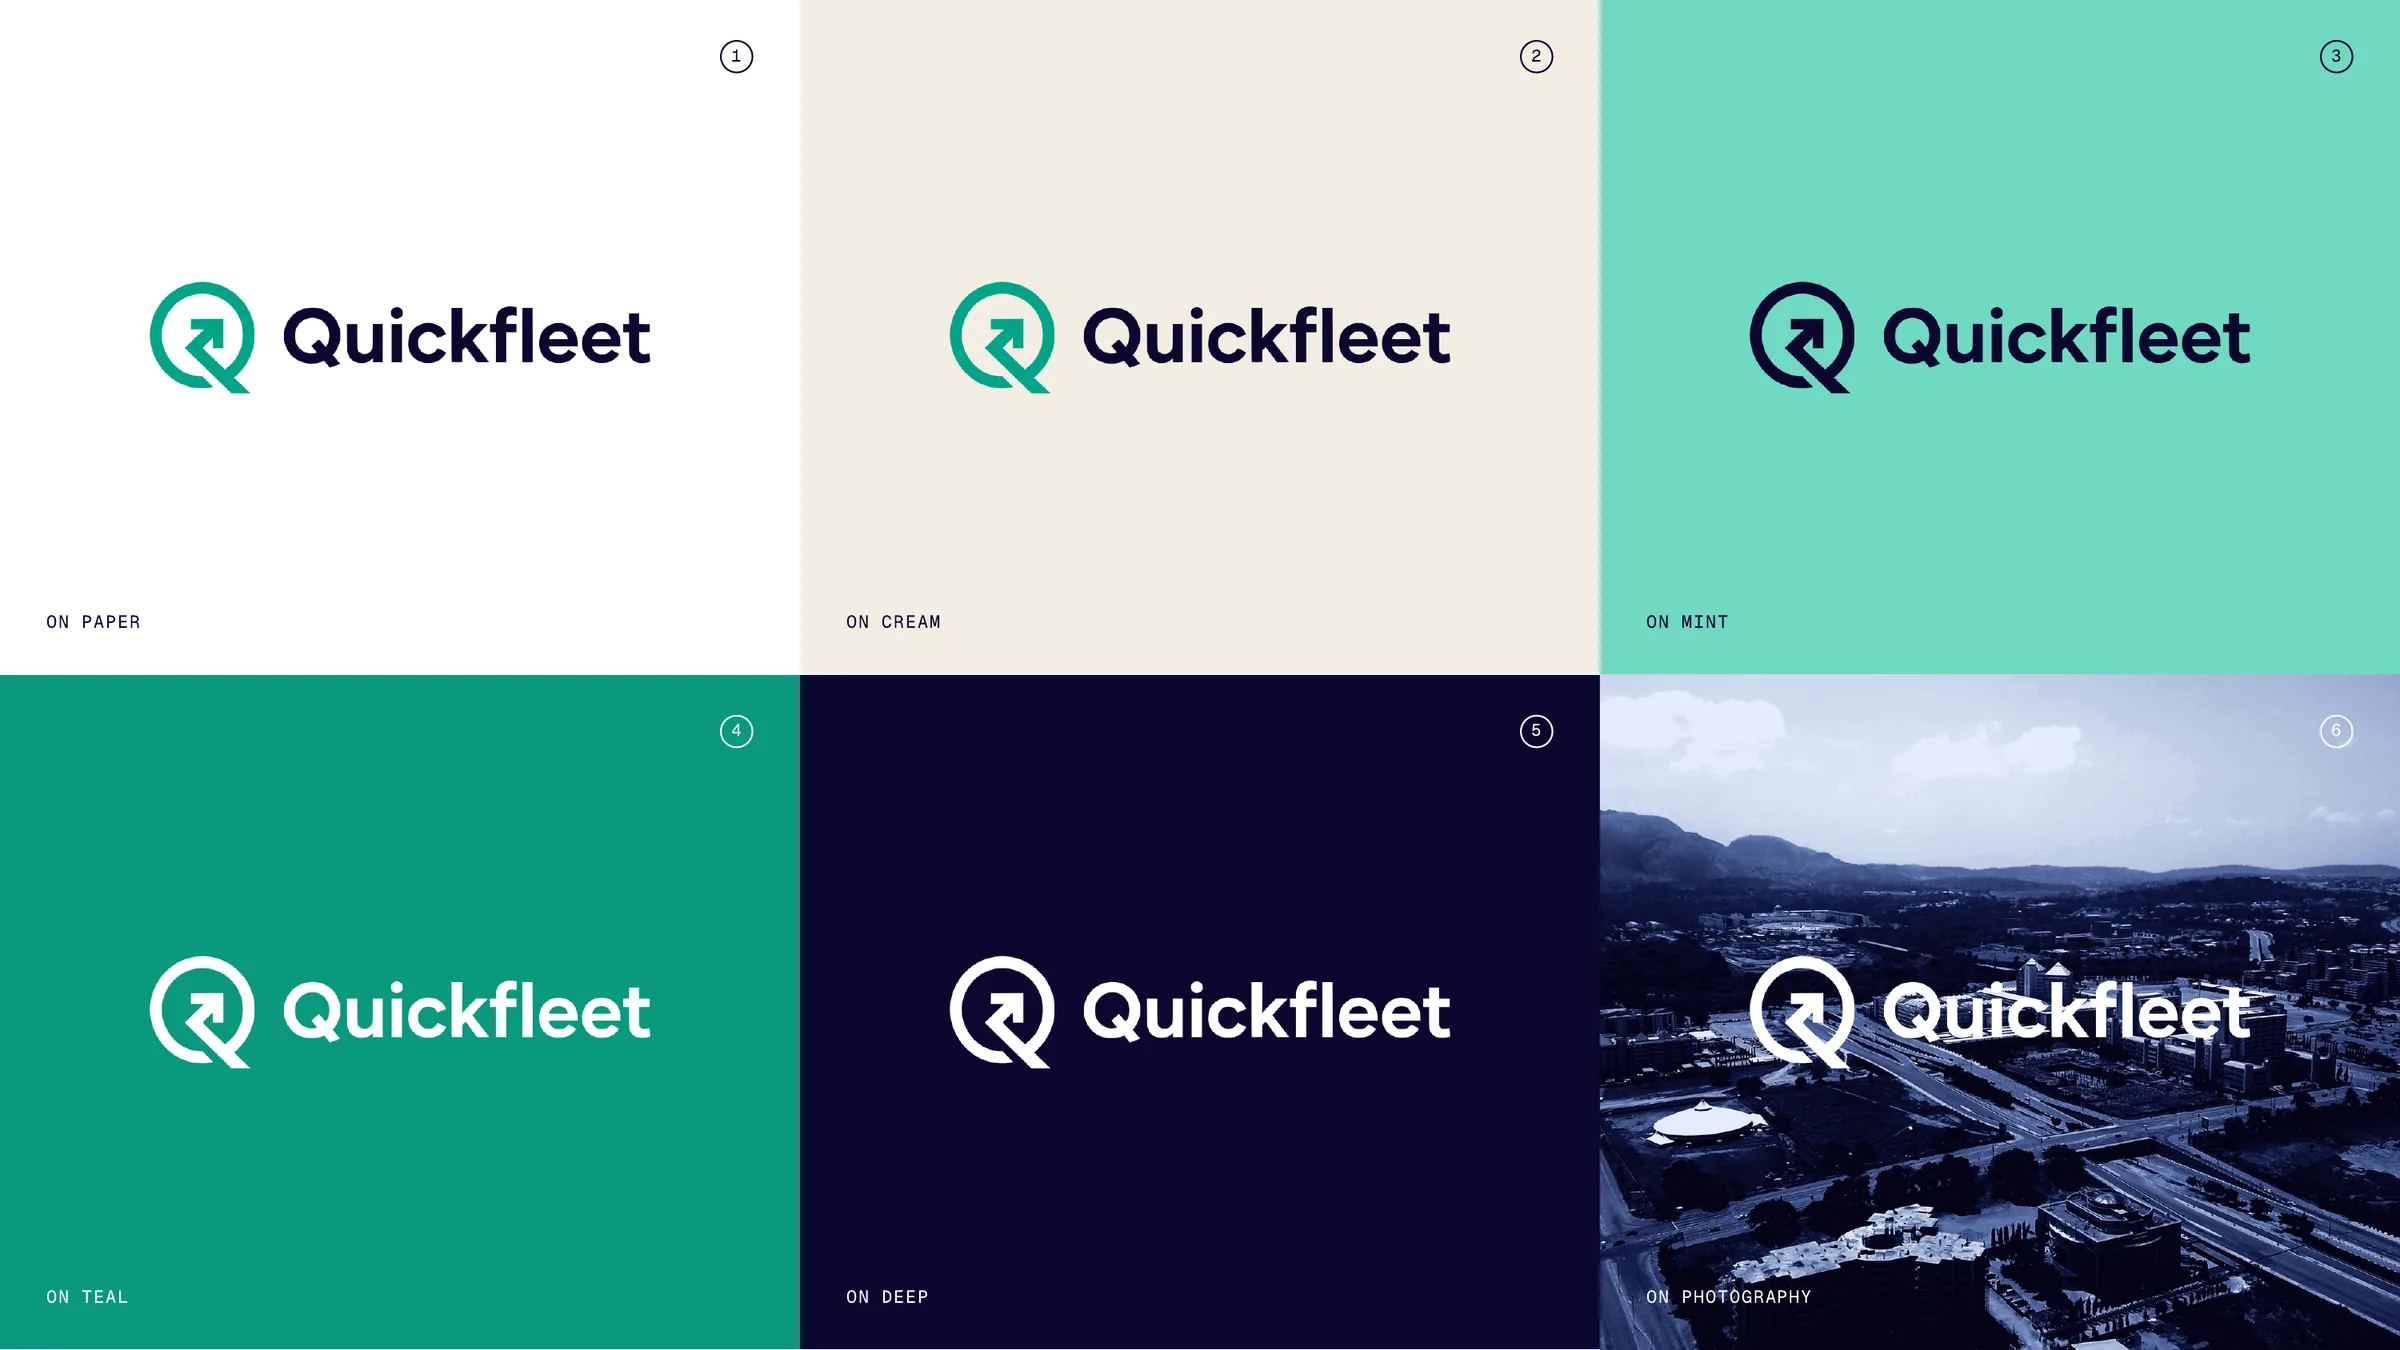 1
Quickfleet
ON PAPER
2
Quickfleet
ON CREAM
3
Quickfleet
ON MINT
4
Quickfleet
ON TEAL
5
Quickfleet
ON DEEP
6
Quickfleet
ON PHOTOGRAPHY